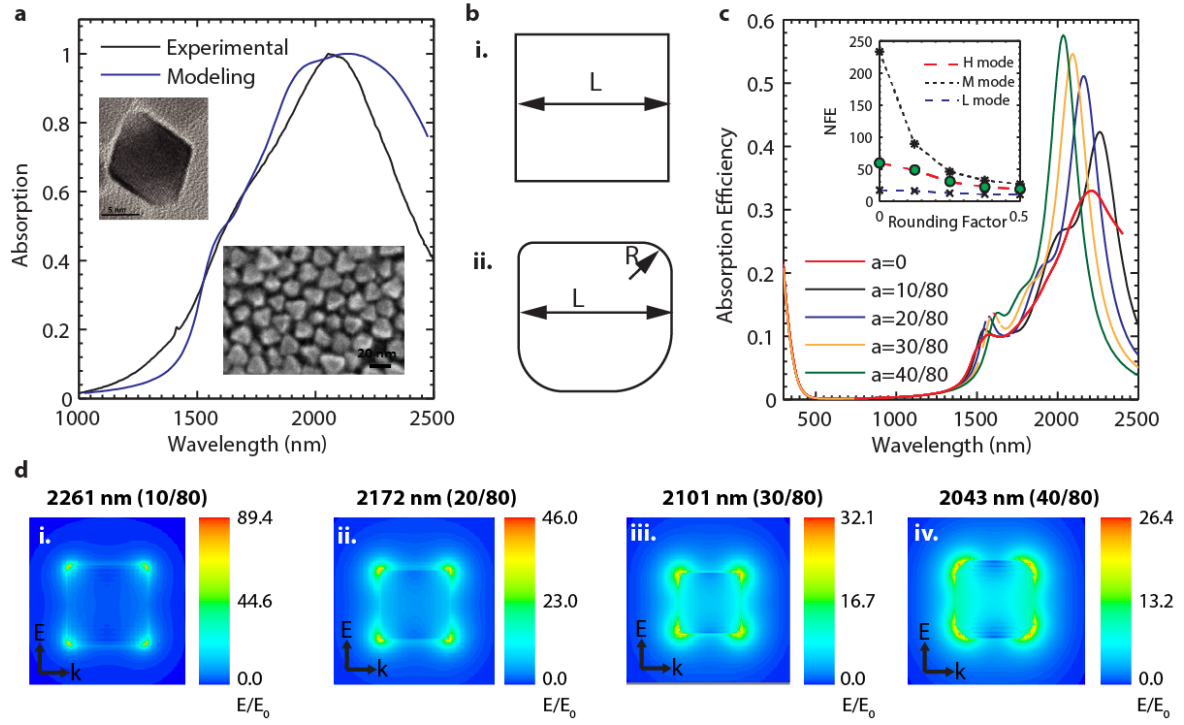 a
Experimental
Modeling
5 nm
20 nm
Absorption
1
0.8
0.6
0.4
0.2
0
1000
1500
2000
2500
Wavelength (nm)
b
i.
L
ii.
R
L
c
0.6
0.5
0.4
0.3
0.2
0.1
0
Absorption Efficiency
250
200
150
100
50
0
NFE
H mode
M mode
L mode
0
0.5
Rounding Factor
a=0
a=10/80
a=20/80
a=30/80
a=40/80
500
1000
1500
2000
2500
Wavelength (nm)
d
2261 nm (10/80)
i.
E
k
89.4
44.6
0.0
E/E₀
2172 nm (20/80)
ii.
E
k
46.0
23.0
0.0
E/E₀
2101 nm (30/80)
iii.
E
k
32.1
16.7
0.0
E/E₀
2043 nm (40/80)
iv.
E
k
26.4
13.2
0.0
E/E₀